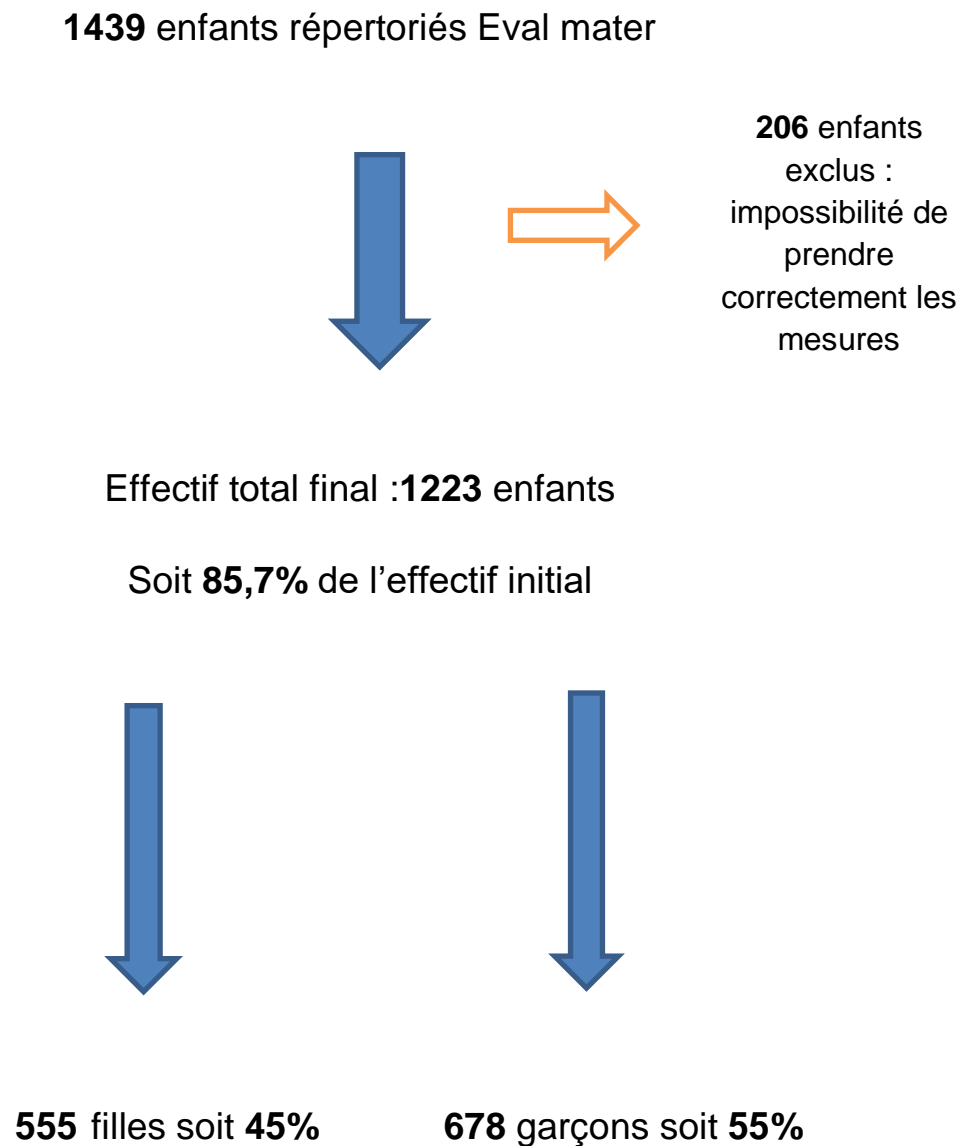 1439 enfants répertoriés Eval mater
206 enfants
exclus :
impossibilité de
prendre
correctement les
mesures
Effectif total final :1223 enfants
Soit 85,7% de l’effectif initial
555 filles soit 45%
678 garçons soit 55%